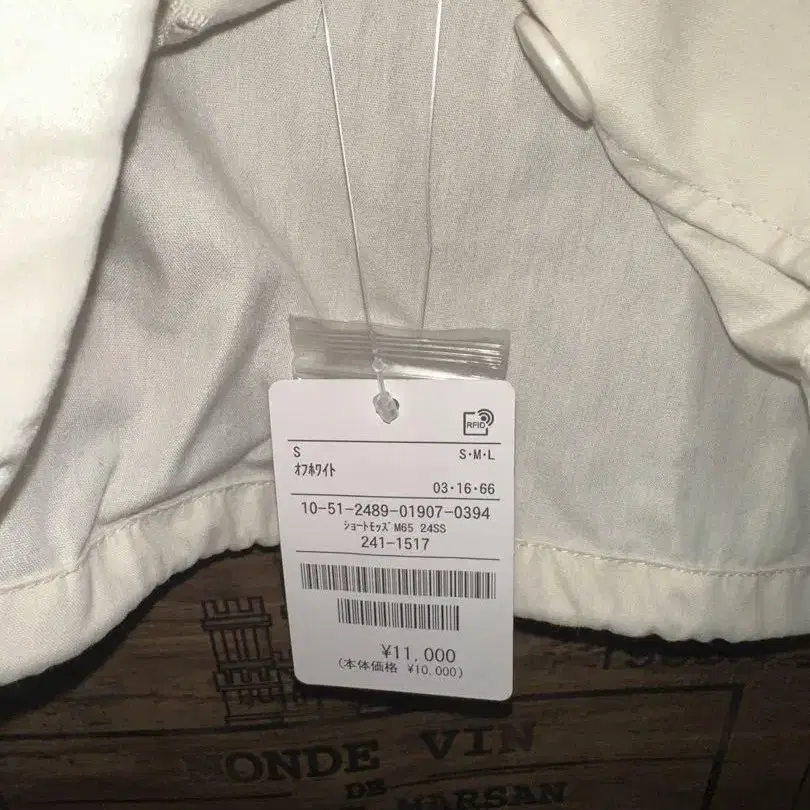 RFID
S S・M・L
ｵﾌﾎﾜｲﾄ
03・16・66
10-51-2489-01907-0394
ｼｮｰﾄﾓｯｽﾞM65 24SS
241-1517
¥11,000
(本体価格 ¥10,000)
ONDE VIN
DE
MARSAN